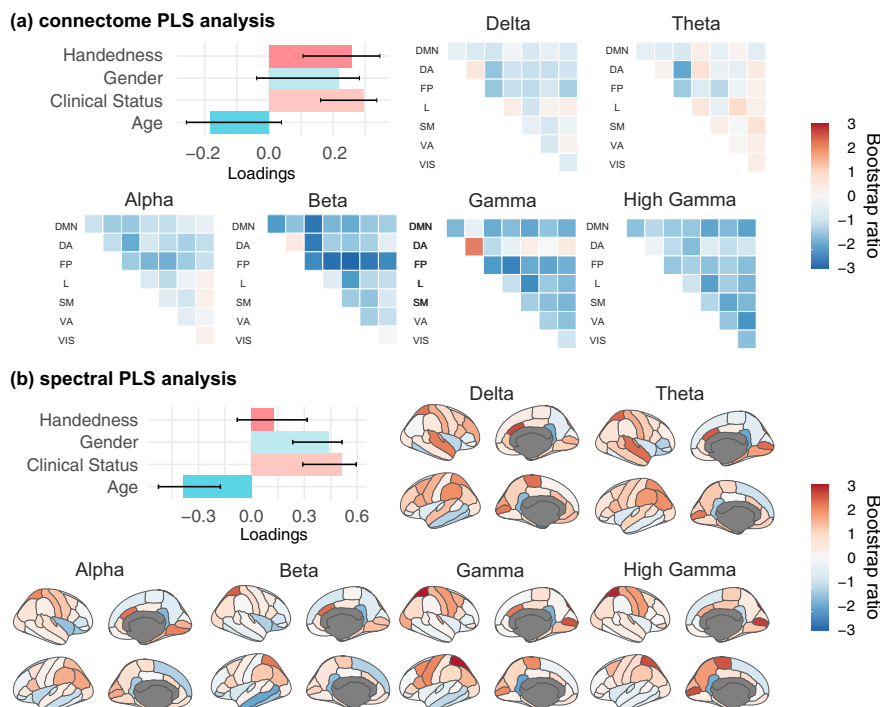 (a) connectome PLS analysis
Handedness
Gender
Clinical Status
Age
−0.2 0.0 0.2
Loadings
Delta
DMN
DA
FP
L
SM
VA
VIS
Theta
DMN
DA
FP
L
SM
VA
VIS
3
2
1
0
−1
−2
−3
Bootstrap ratio
Alpha
DMN
DA
FP
L
SM
VA
VIS
Beta
DMN
DA
FP
L
SM
VA
VIS
Gamma
DMN
DA
FP
L
SM
VA
VIS
High Gamma
DMN
DA
FP
L
SM
VA
VIS
(b) spectral PLS analysis
Handedness
Gender
Clinical Status
Age
−0.3 0.0 0.3 0.6
Loadings
Delta
Theta
3
2
1
0
−1
−2
−3
Bootstrap ratio
Alpha
Beta
Gamma
High Gamma